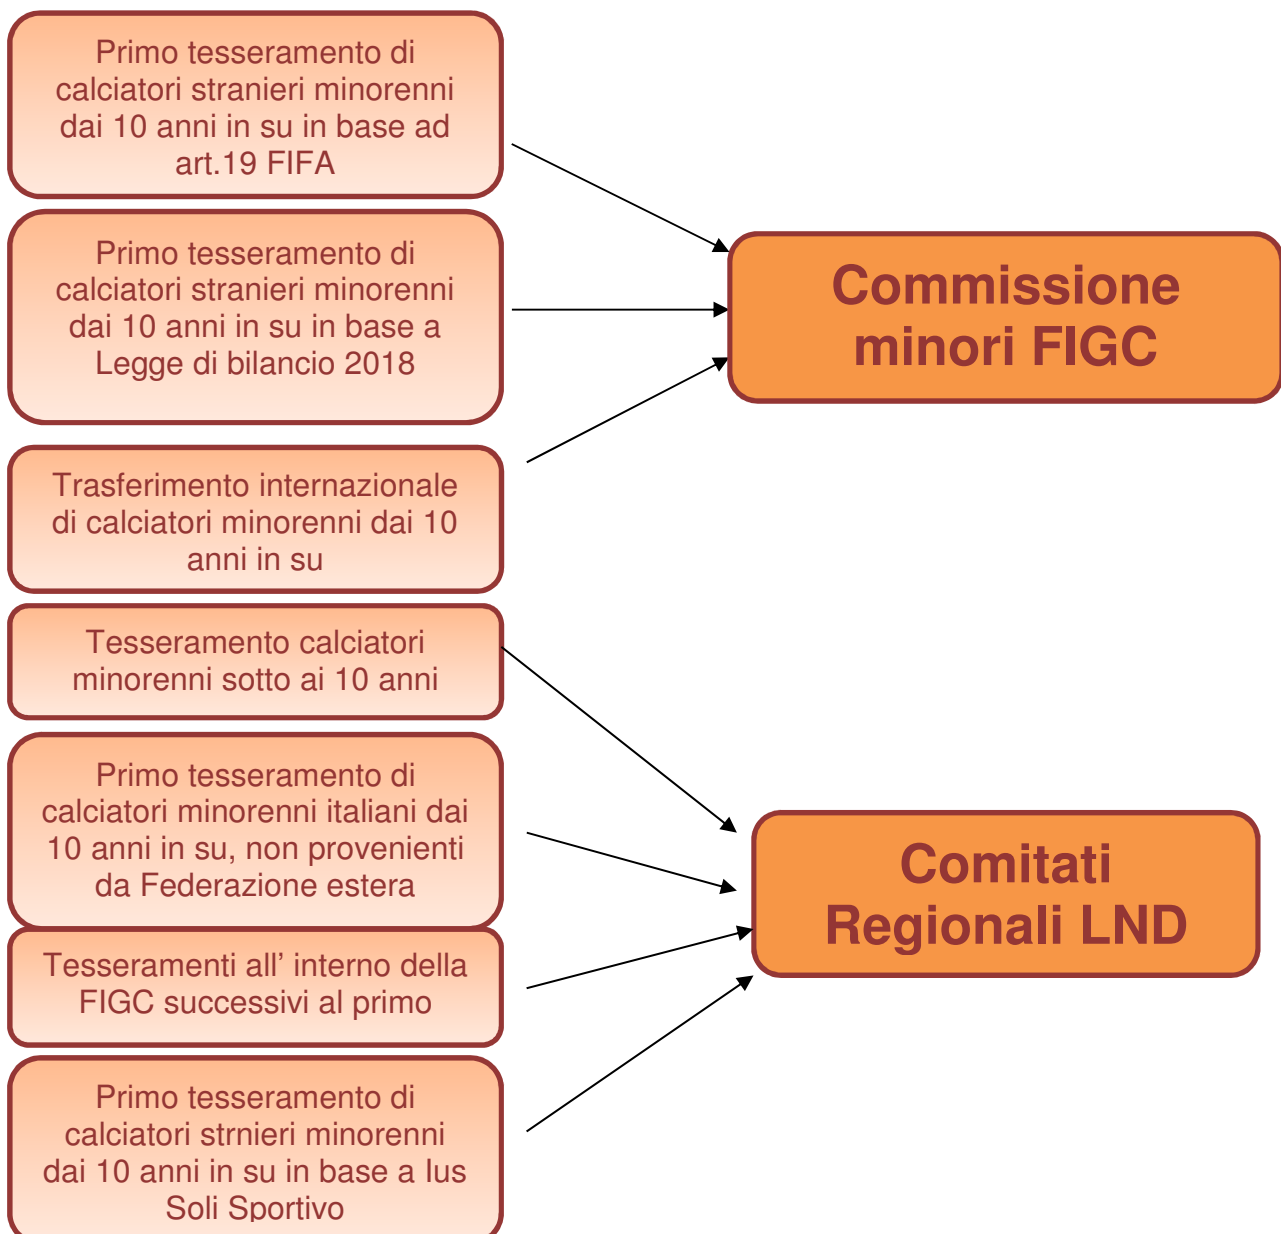 Primo tesseramento di
calciatori stranieri minorenni
dai 10 anni in su in base ad
art.19 FIFA
Primo tesseramento di
calciatori stranieri minorenni
dai 10 anni in su in base a
Legge di bilancio 2018
Commissione
minori FIGC
Trasferimento internazionale
di calciatori minorenni dai 10
anni in su
Tesseramento calciatori
minorenni sotto ai 10 anni
Primo tesseramento di
calciatori minorenni italiani dai
10 anni in su, non provenienti
da Federazione estera
Comitati
Regionali LND
Tesseramenti all' interno della
FIGC successivi al primo
Primo tesseramento di
calciatori strnieri minorenni
dai 10 anni in su in base a Ius
Soli Sportivo